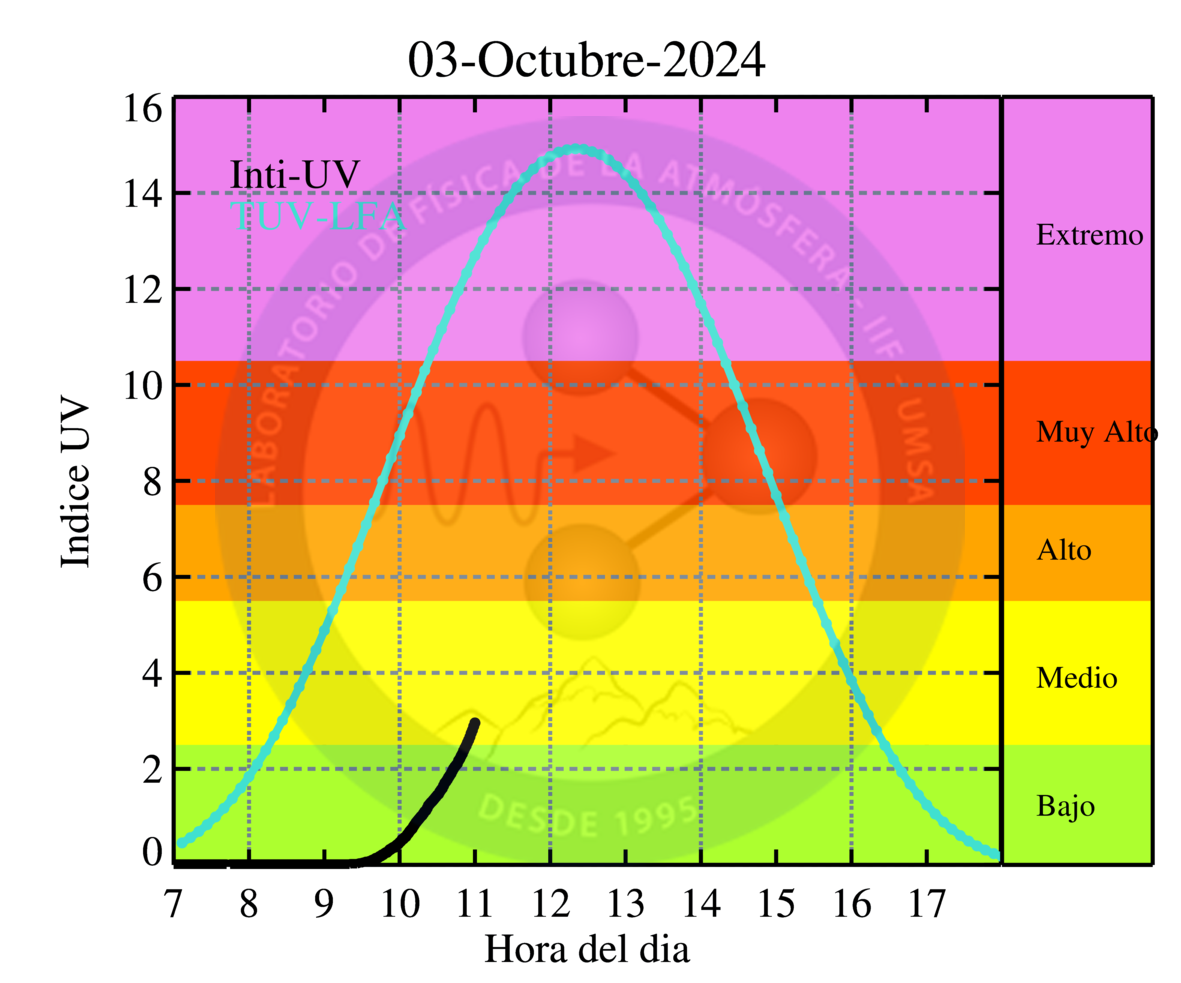 03-Octubre-2024
16
14
12
10
8
6
4
2
0
Indice UV
Inti-UV
TUV-LFA
LABORATORIO DE FÍSICA DE LA ATMÓSFERA - IIF - UMSA
DESDE 1995
Extremo
Muy Alto
Alto
Medio
Bajo
7 8 9 10 11 12 13 14 15 16 17
Hora del dia